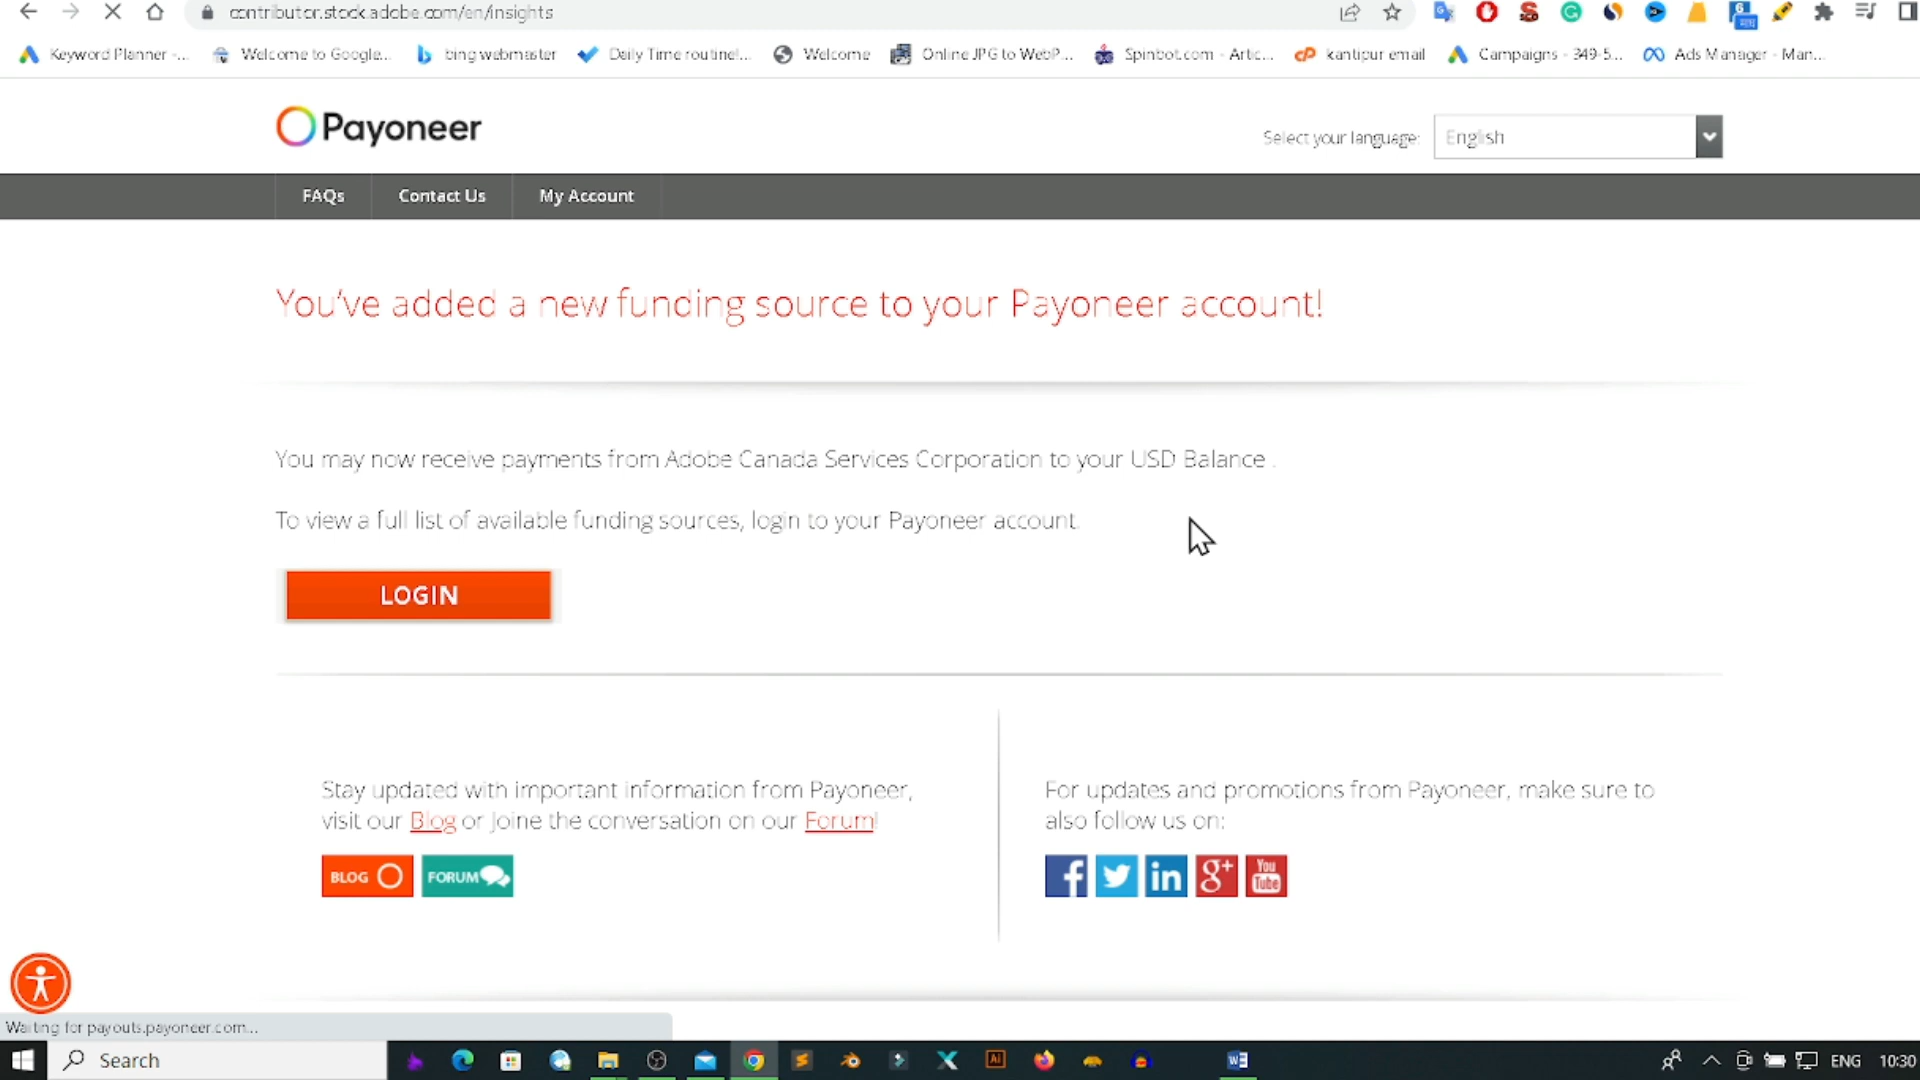 contributor.stock.adobe.com/en/insights
Keyword Planner -... Welcome to Google... bing webmaster Daily Time routine!... Welcome Online JPG to WebP... Spinbot.com - Artic... kantipur email Campaigns - 349-5... Ads Manager - Man...
Payoneer
Select your language: English
FAQs Contact Us My Account
You've added a new funding source to your Payoneer account!
You may now receive payments from Adobe Canada Services Corporation to your USD Balance .
To view a full list of available funding sources, login to your Payoneer account.
LOGIN
Stay updated with important information from Payoneer,
visit our Blog or Joine the conversation on our Forum!
BLOG FORUM
For updates and promotions from Payoneer, make sure to
also follow us on:
You Tube
Waiting for payouts.payoneer.com...
Search
ENG 10:30